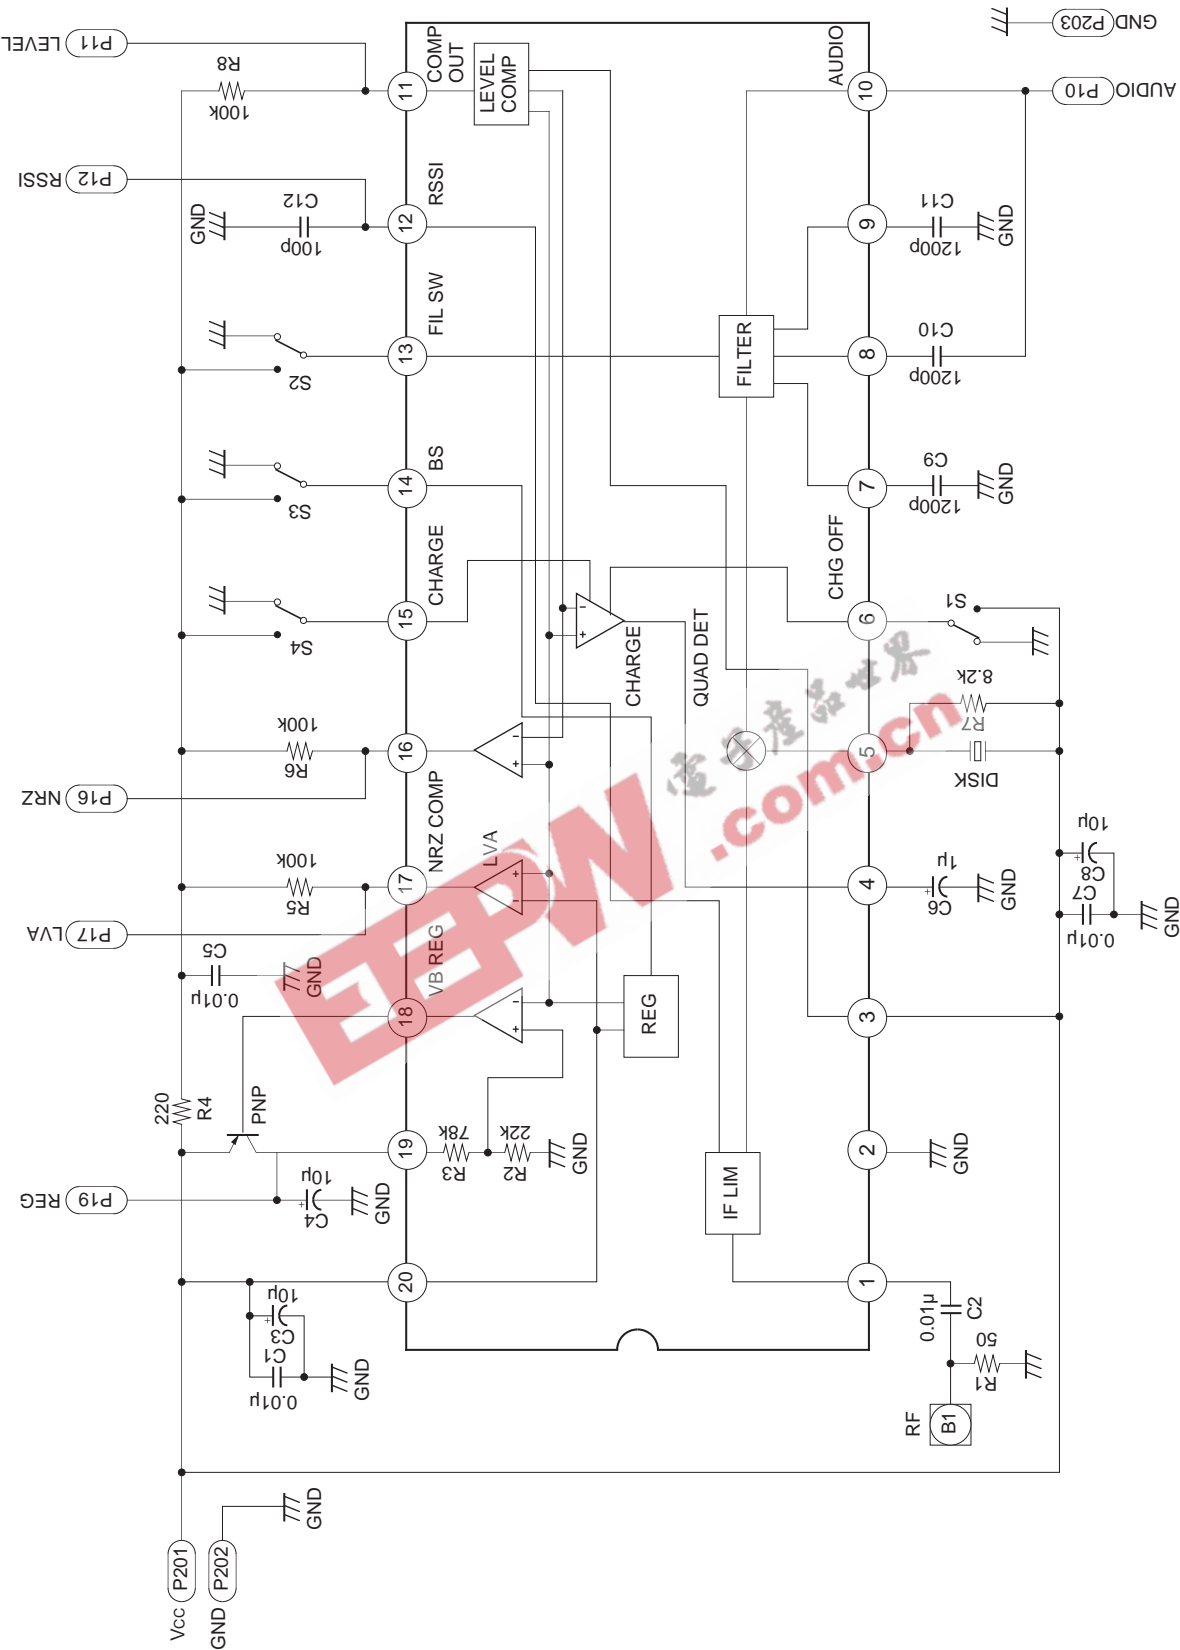 LEVEL
P11
R8
100k
11
COMP
OUT
LEVEL
COMP
AUDIO
10
P10
AUDIO
P203
GND
RSSI
P12
GND
C12
100p
12
RSSI
9
C11
1200p
GND
S2
13
FIL SW
FILTER
8
C10
1200p
S3
14
BS
7
C9
1200p
GND
S4
15
CHARGE
-
+
CHARGE
CHG OFF
6
S1
QUAD DET
R7
8.2k
R6
100k
16
NRZ COMP
-
+
5
DISK
NRZ
P16
電子產品世界
.com.cn
EEPW
R5
100k
17
LVA
+
-
4
C6
1µ
GND
C8
10µ
C7
0.01µ
GND
LVA
P17
C5
0.01µ
GND
18
VB REG
-
+
REG
3
220
R4
PNP
19
R3
78k
R2
22k
GND
2
GND
REG
P19
C4
10µ
GND
IF LIM
20
1
C3
10µ
C1
0.01µ
GND
0.01µ
C2
R1
50
RF
B1
Vcc
P201
GND
P202
GND